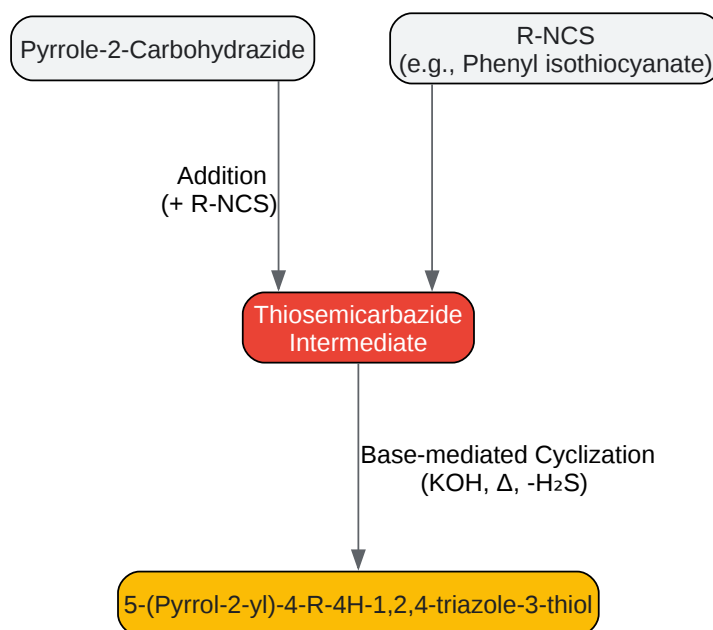 Pyrrole-2-Carbohydrazide
R-NCS
(e.g., Phenyl isothiocyanate)
Addition
(+ R-NCS)
Thiosemicarbazide
Intermediate
Base-mediated Cyclization
(KOH, Δ, -H₂S)
5-(Pyrrol-2-yl)-4-R-4H-1,2,4-triazole-3-thiol